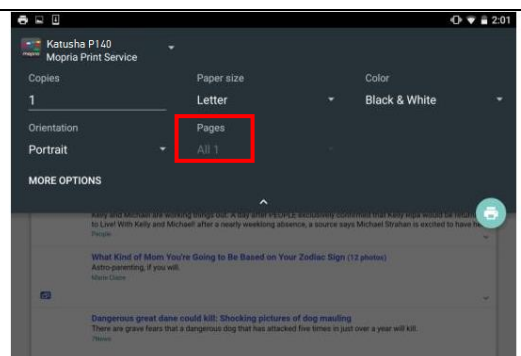 2:01
Katusha P140
Mopria Print Service
Copies
Paper size
Color
1
Letter
Black & White
Orientation
Pages
Portrait
All 1
MORE OPTIONS
Kelly and Michael are working things out. A day after PEOPLE exclusively confirmed that Kelly Ripa would be return
to Live! With Kelly and Michael! after a nearly weeklong absence, a source says Michael Strahan is excited to have he
People
What Kind of Mom You're Going to Be Based on Your Zodiac Sign (12 photos)
Astro-parenting, if you will.
Marie Claire
Dangerous great dane could kill: Shocking pictures of dog mauling
There are grave fears that a dangerous dog that has attacked five times in just over a year will kill.
7News